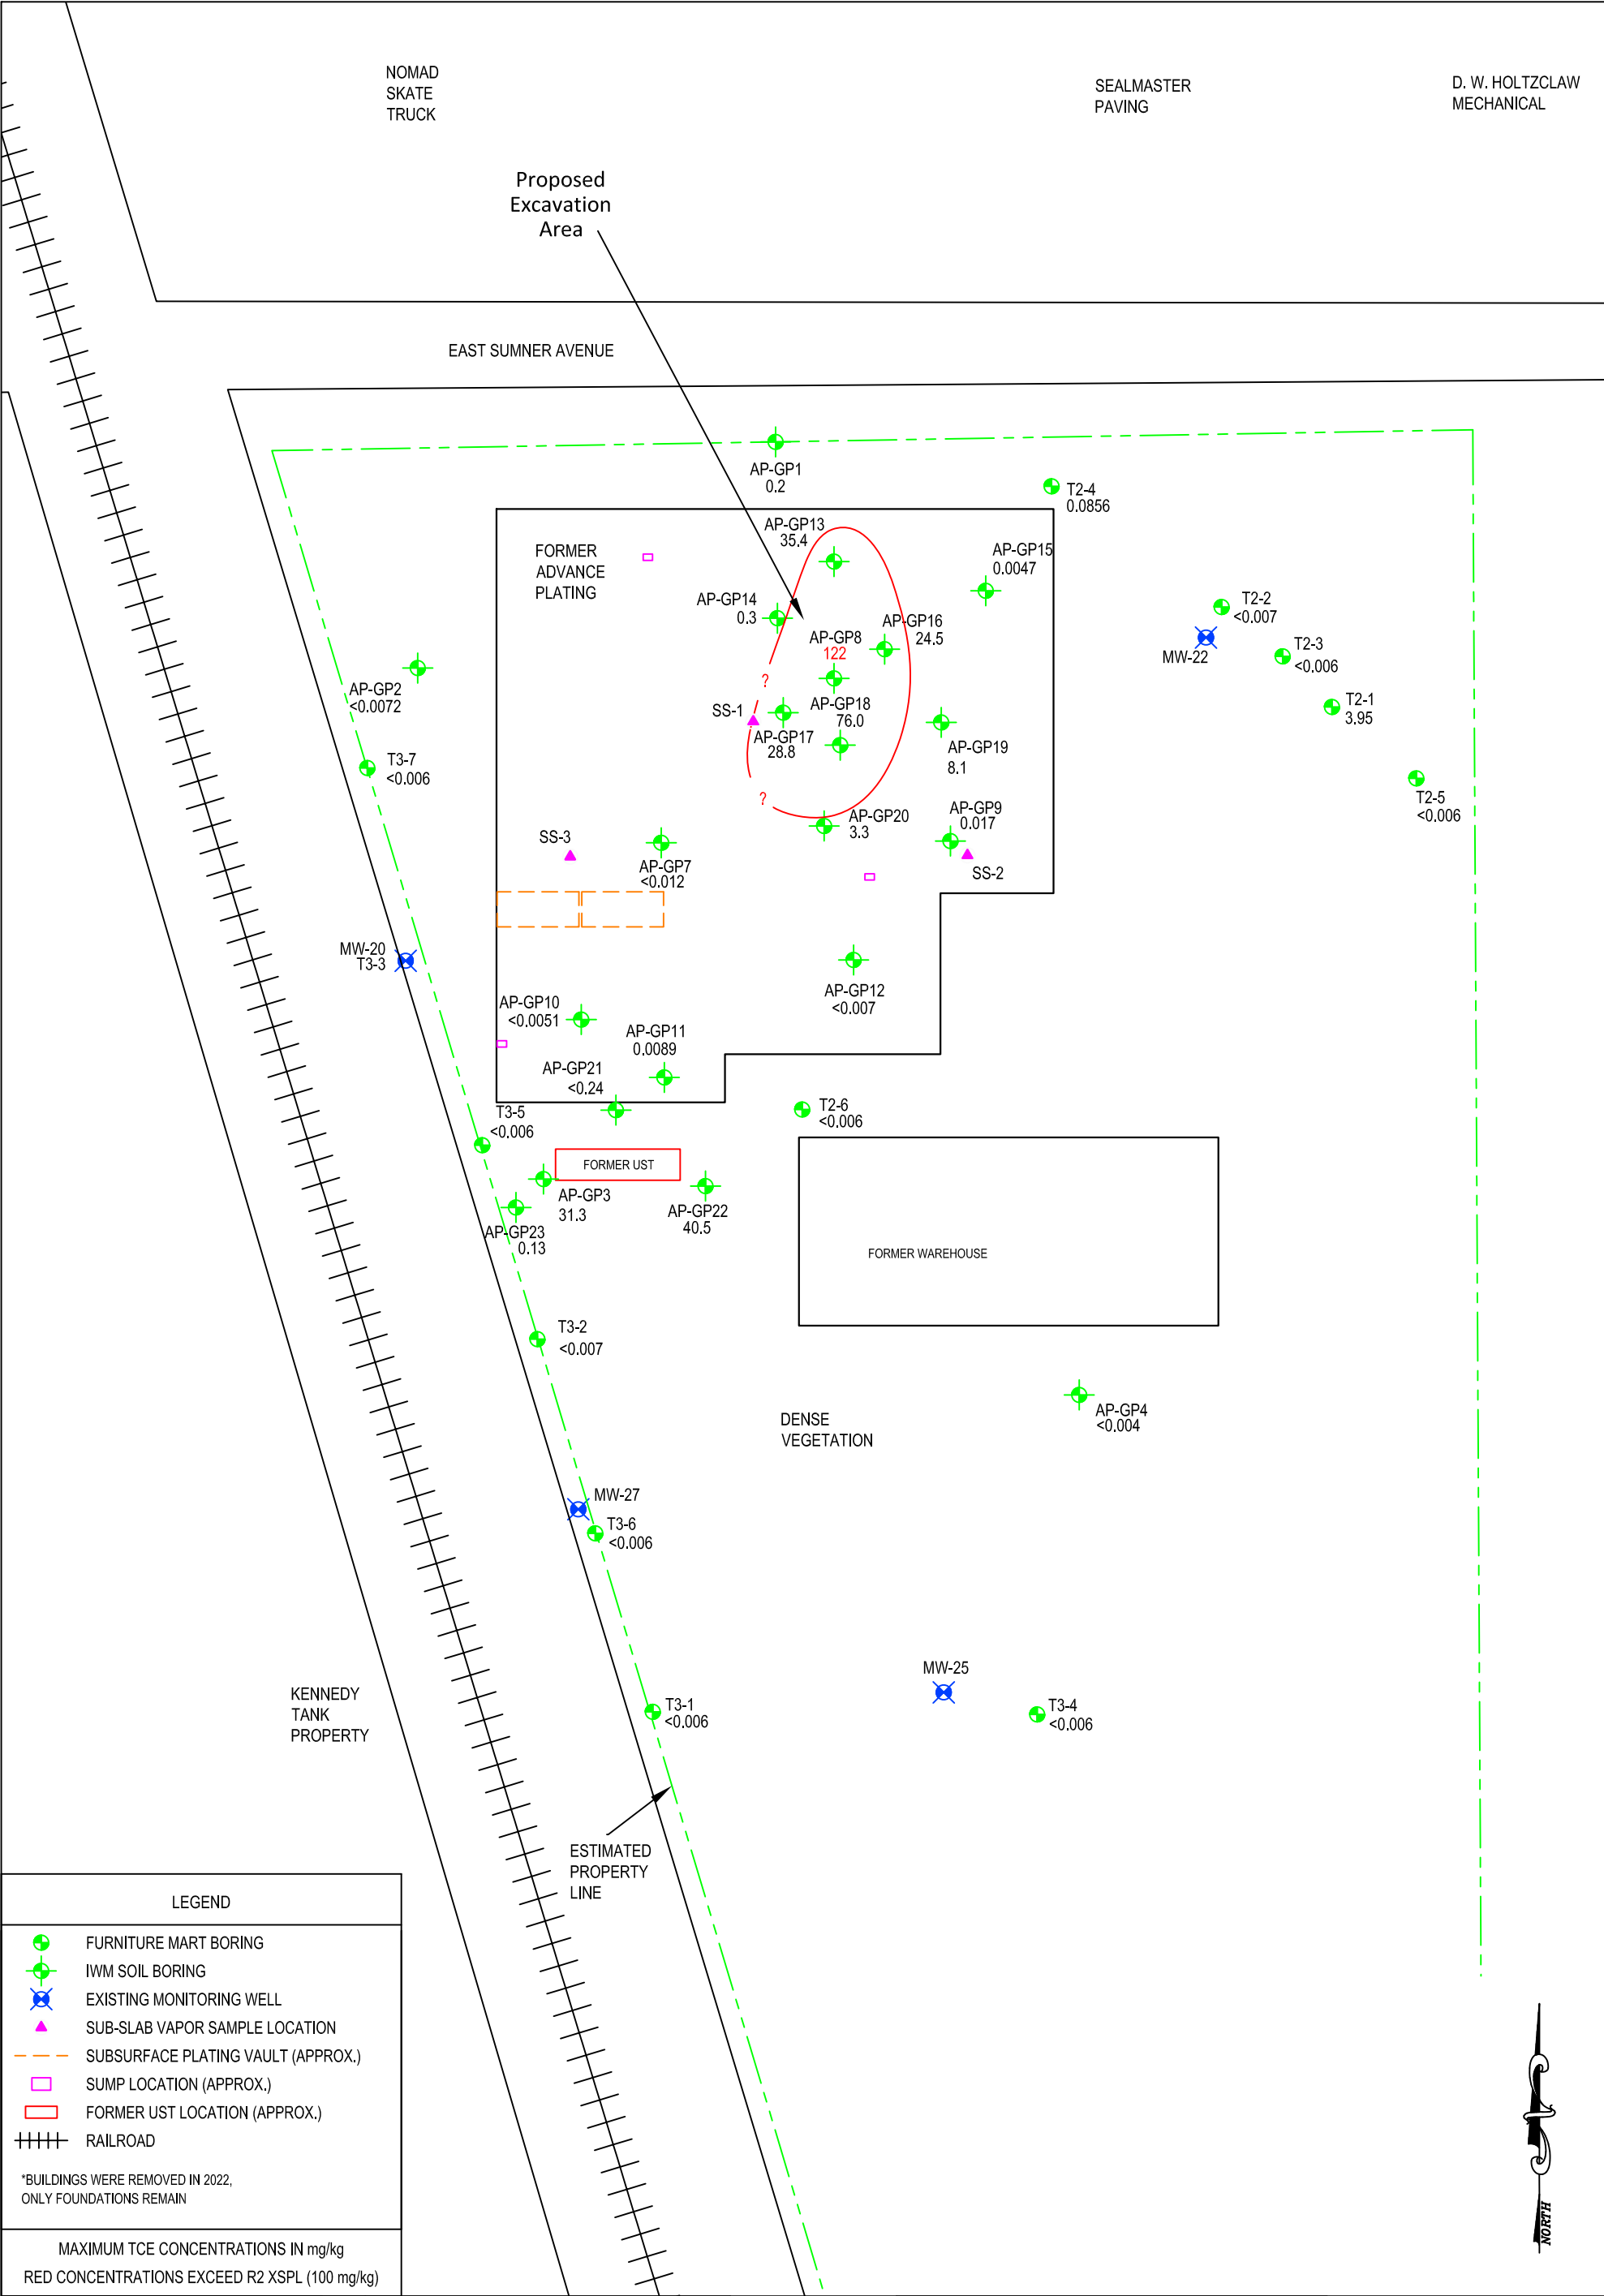 NOMAD
SKATE
TRUCK
SEALMASTER
PAVING
D. W. HOLTZCLAW
MECHANICAL
Proposed
Excavation
Area
EAST SUMNER AVENUE
AP-GP1
0.2
T2-4
0.0856
AP-GP13
35.4
FORMER
ADVANCE
PLATING
AP-GP15
0.0047
AP-GP14
0.3
AP-GP16
24.5
AP-GP8
122
T2-2
<0.007
MW-22
T2-3
<0.006
AP-GP2
<0.0072
?
SS-1
AP-GP18
76.0
AP-GP17
28.8
AP-GP19
8.1
T2-1
3.95
T3-7
<0.006
?
T2-5
<0.006
AP-GP20
3.3
AP-GP9
0.017
SS-3
AP-GP7
<0.012
SS-2
MW-20
T3-3
AP-GP12
<0.007
AP-GP10
<0.0051
AP-GP11
0.0089
AP-GP21
<0.24
T3-5
<0.006
T2-6
<0.006
FORMER UST
AP-GP3
31.3
AP-GP22
40.5
AP-GP23
0.13
FORMER WAREHOUSE
T3-2
<0.007
DENSE
VEGETATION
AP-GP4
<0.004
MW-27
T3-6
<0.006
MW-25
KENNEDY
TANK
PROPERTY
T3-1
<0.006
T3-4
<0.006
ESTIMATED
PROPERTY
LINE
LEGEND
FURNITURE MART BORING
IWM SOIL BORING
EXISTING MONITORING WELL
SUB-SLAB VAPOR SAMPLE LOCATION
SUBSURFACE PLATING VAULT (APPROX.)
SUMP LOCATION (APPROX.)
FORMER UST LOCATION (APPROX.)
RAILROAD
*BUILDINGS WERE REMOVED IN 2022,
ONLY FOUNDATIONS REMAIN
MAXIMUM TCE CONCENTRATIONS IN mg/kg
RED CONCENTRATIONS EXCEED R2 XSPL (100 mg/kg)
NORTH